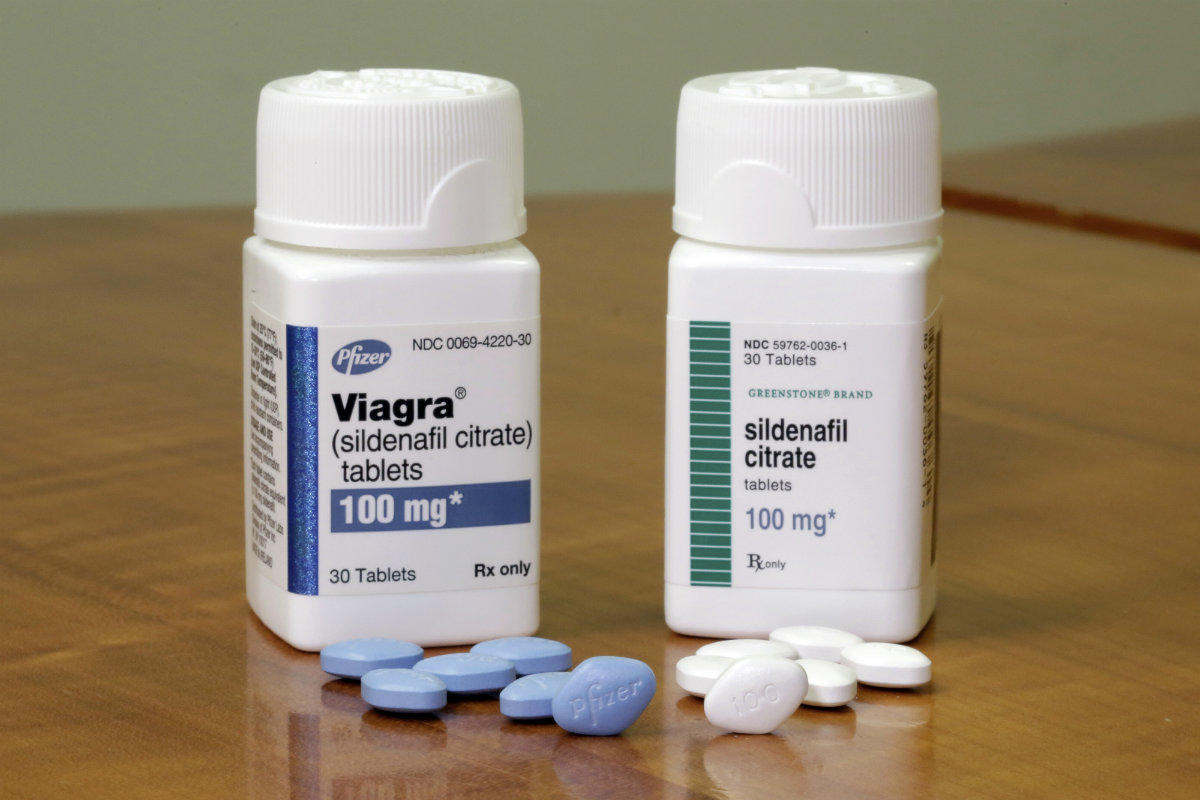 Pfizer
NDC 0069-4220-30
Viagra®
(sildenafil citrate)
tablets
100 mg*
30 Tablets
Rx only
NDC 59762-0036-1
30 Tablets
GREENSTONE® BRAND
sildenafil
citrate
tablets
100 mg*
Rx only
Pfizer
100